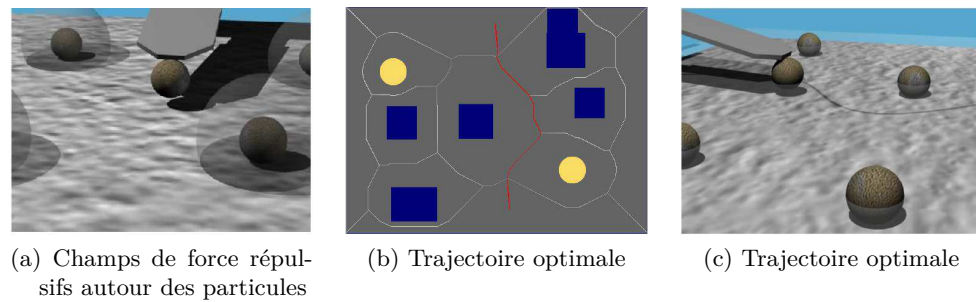 (a) Champs de force répul-
sifs autour des particules
(b) Trajectoire optimale
(c) Trajectoire optimale